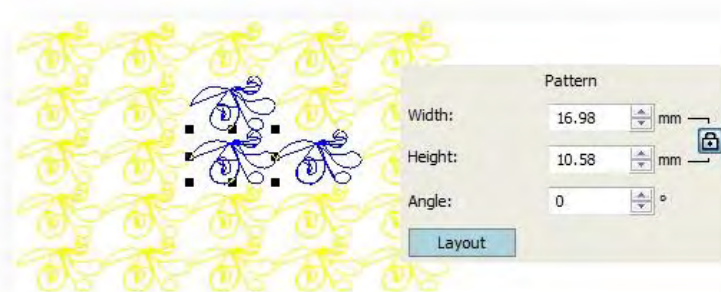 Pattern
Width: 16.98 mm
Height: 10.58 mm
Angle: 0 °
Layout